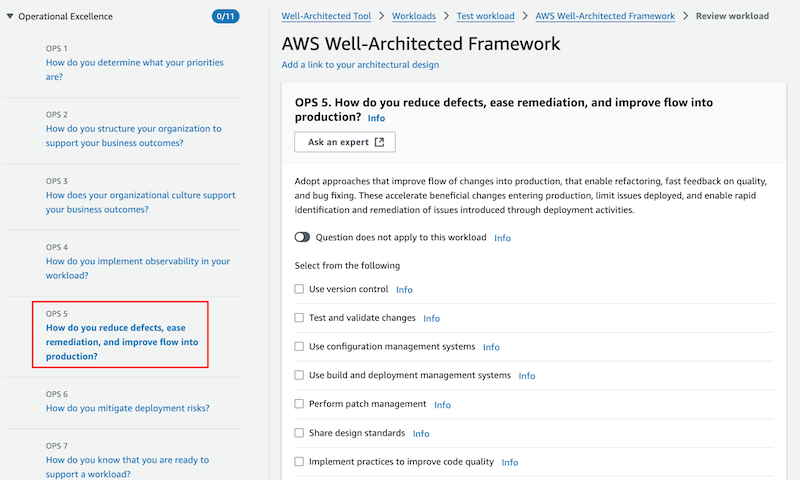 Operational Excellence 0/11
OPS 1
How do you determine what your priorities
are?
OPS 2
How do you structure your organization to
support your business outcomes?
OPS 3
How does your organizational culture support
your business outcomes?
OPS 4
How do you implement observability in your
workload?
OPS 5
How do you reduce defects, ease
remediation, and improve flow into
production?
OPS 6
How do you mitigate deployment risks?
OPS 7
How do you know that you are ready to
support a workload?
Well-Architected Tool > Workloads > Test workload > AWS Well-Architected Framework > Review workload
AWS Well-Architected Framework
Add a link to your architectural design
OPS 5. How do you reduce defects, ease remediation, and improve flow into
production? Info
Ask an expert
Adopt approaches that improve flow of changes into production, that enable refactoring, fast feedback on quality,
and bug fixing. These accelerate beneficial changes entering production, limit issues deployed, and enable rapid
identification and remediation of issues introduced through deployment activities.
Question does not apply to this workload Info
Select from the following
Use version control Info
Test and validate changes Info
Use configuration management systems Info
Use build and deployment management systems Info
Perform patch management Info
Share design standards Info
Implement practices to improve code quality Info